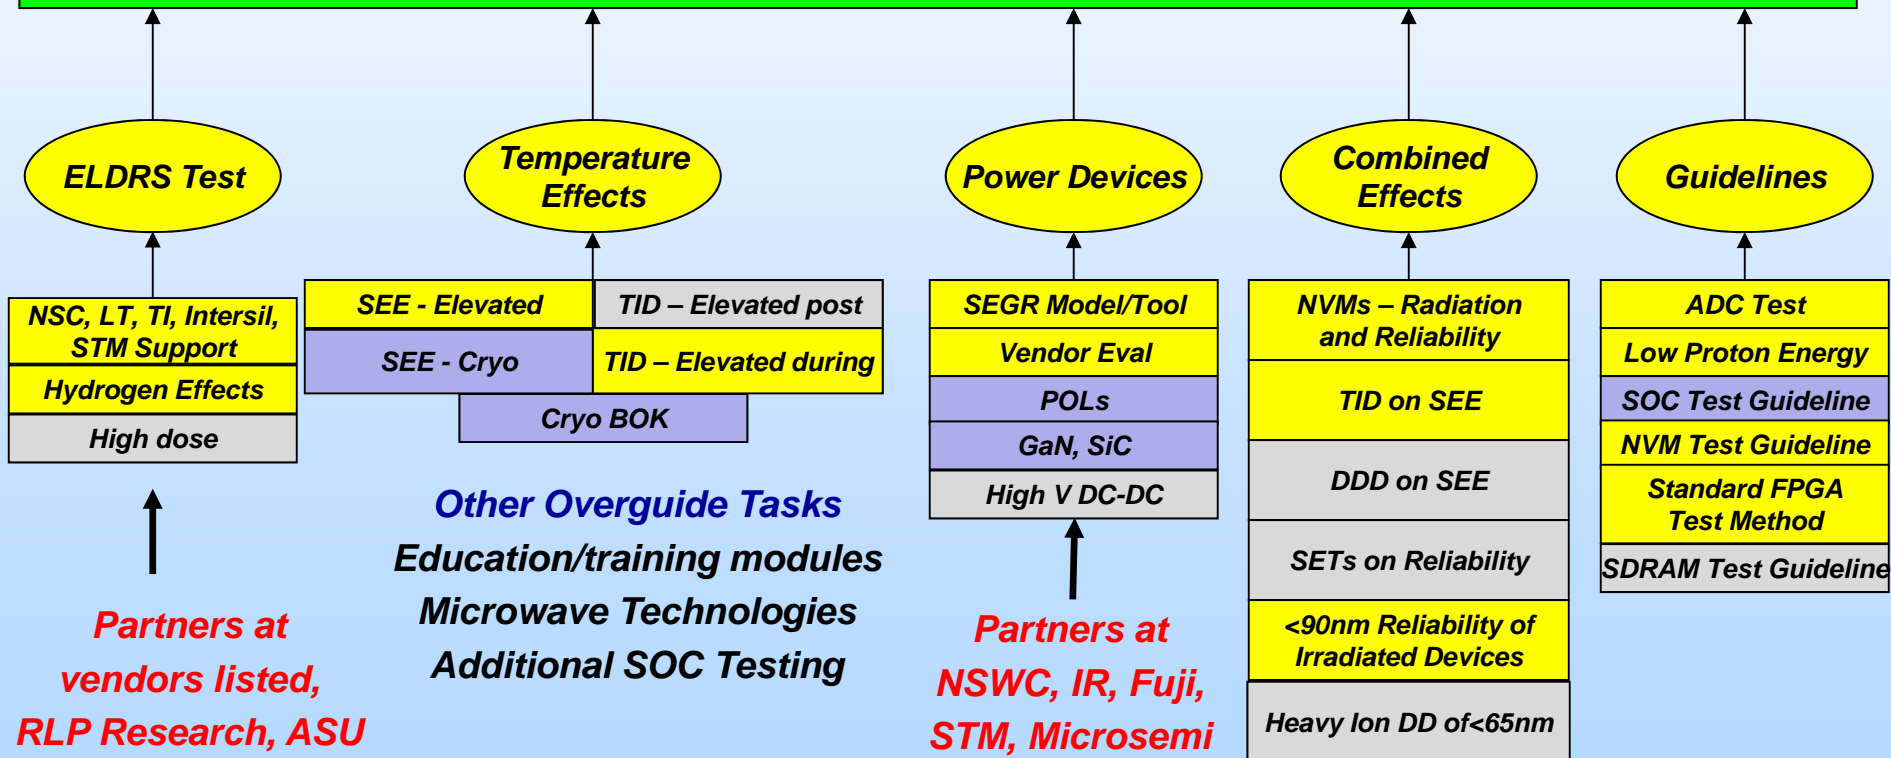 ELDRS Test
NSC, LT, TI, Intersil,
STM Support
Hydrogen Effects
High dose
Partners at
vendors listed,
RLP Research, ASU
Temperature
Effects
SEE - Elevated
TID – Elevated post
SEE - Cryo
TID – Elevated during
Cryo BOK
Other Overguide Tasks
Education/training modules
Microwave Technologies
Additional SOC Testing
Power Devices
SEGR Model/Tool
Vendor Eval
POLs
GaN, SiC
High V DC-DC
Partners at
NSWC, IR, Fuji,
STM, Microsemi
Combined
Effects
NVMs – Radiation
and Reliability
TID on SEE
DDD on SEE
SETs on Reliability
<90nm Reliability of
Irradiated Devices
Heavy Ion DD of<65nm
Guidelines
ADC Test
Low Proton Energy
SOC Test Guideline
NVM Test Guideline
Standard FPGA
Test Method
SDRAM Test Guideline